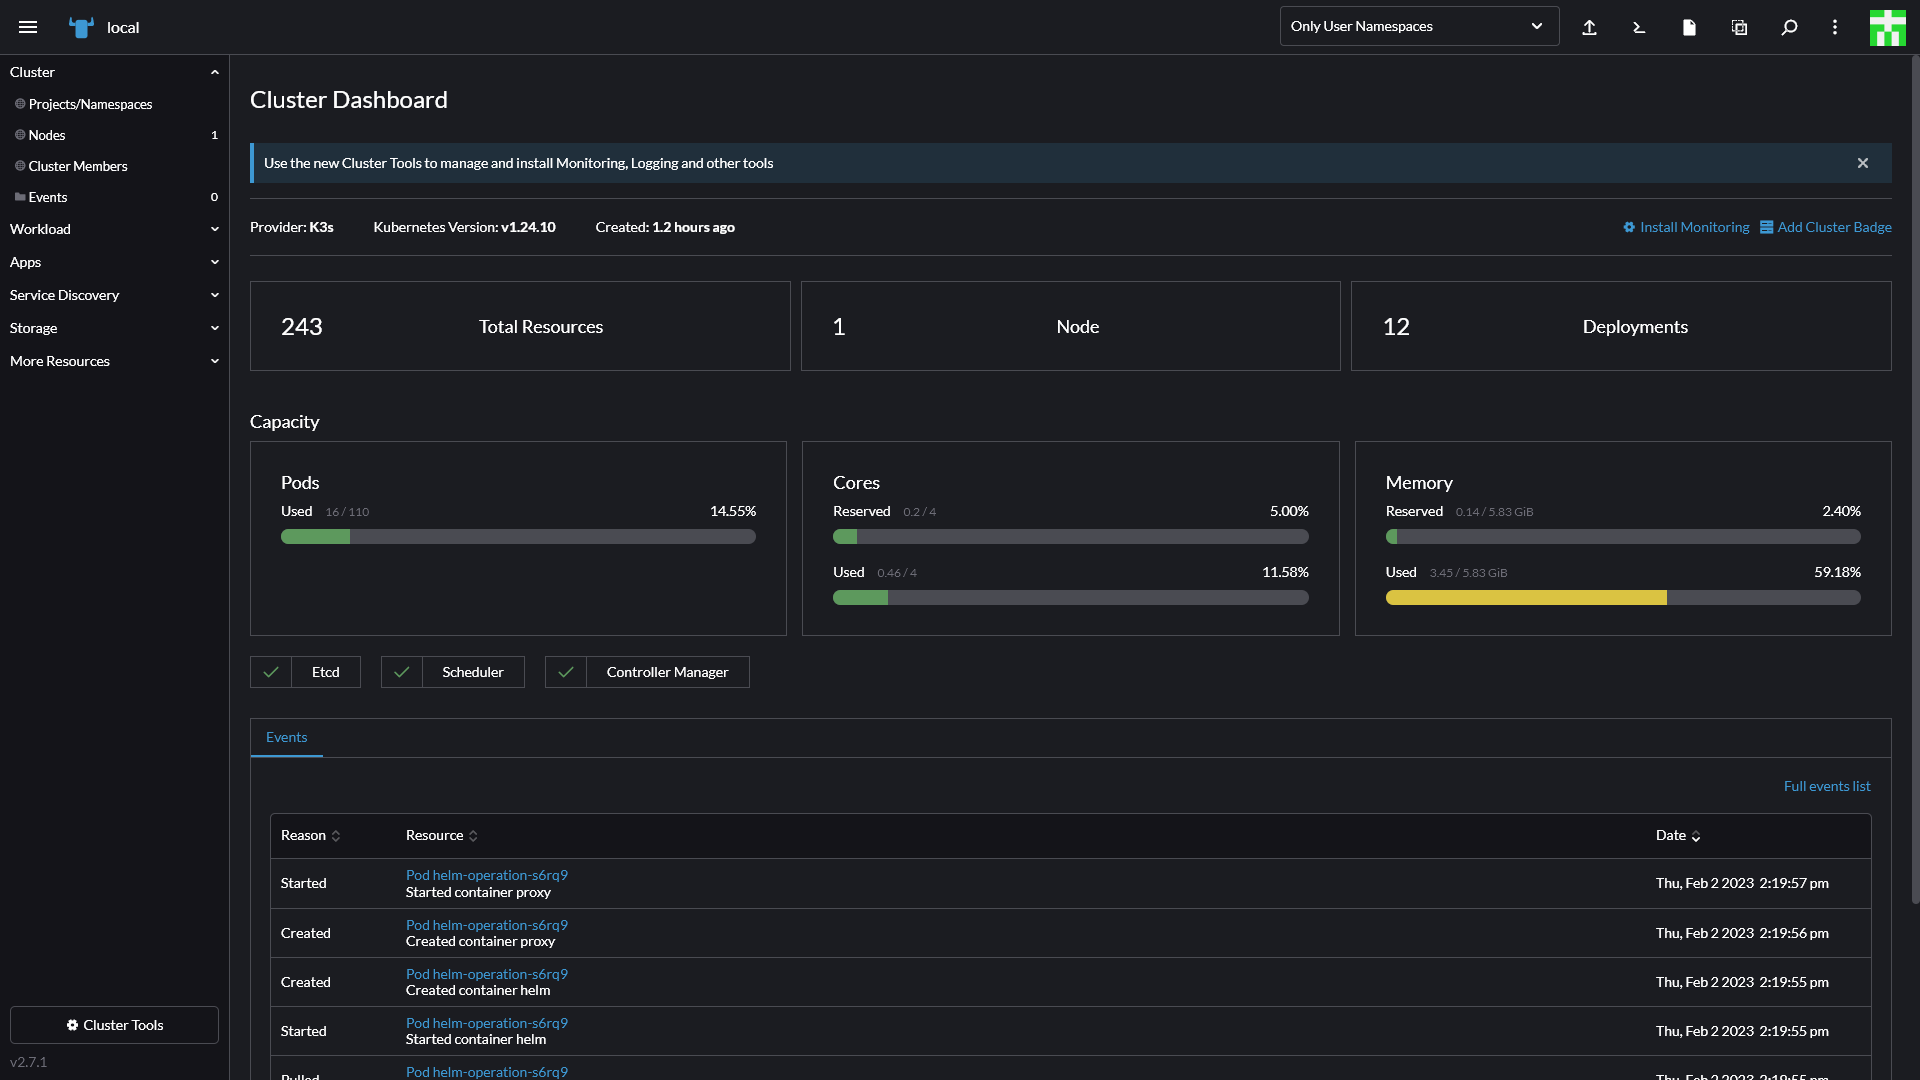 local
Only User Namespaces
Cluster
Projects/Namespaces
Nodes 1
Cluster Members
Events 0
Workload
Apps
Service Discovery
Storage
More Resources
Cluster Tools
v2.7.1
Cluster Dashboard
Use the new Cluster Tools to manage and install Monitoring, Logging and other tools
Provider: K3s Kubernetes Version: v1.24.10 Created: 1.2 hours ago Install Monitoring Add Cluster Badge
243 Total Resources
1 Node
12 Deployments
Capacity
Pods
Used 16 / 110 14.55%
Cores
Reserved 0.2 / 4 5.00%
Used 0.46 / 4 11.58%
Memory
Reserved 0.14 / 5.83 GiB 2.40%
Used 3.45 / 5.83 GiB 59.18%
Etcd Scheduler Controller Manager
Events
Full events list
Reason Resource Date
Started Pod helm-operation-s6rq9 Thu, Feb 2 2023 2:19:57 pm
Started container proxy
Created Pod helm-operation-s6rq9 Thu, Feb 2 2023 2:19:56 pm
Created container proxy
Created Pod helm-operation-s6rq9 Thu, Feb 2 2023 2:19:55 pm
Created container helm
Started Pod helm-operation-s6rq9 Thu, Feb 2 2023 2:19:55 pm
Started container helm
Pulled Pod helm-operation-s6rq9 Thu, Feb 2 2023 2:19:55 pm